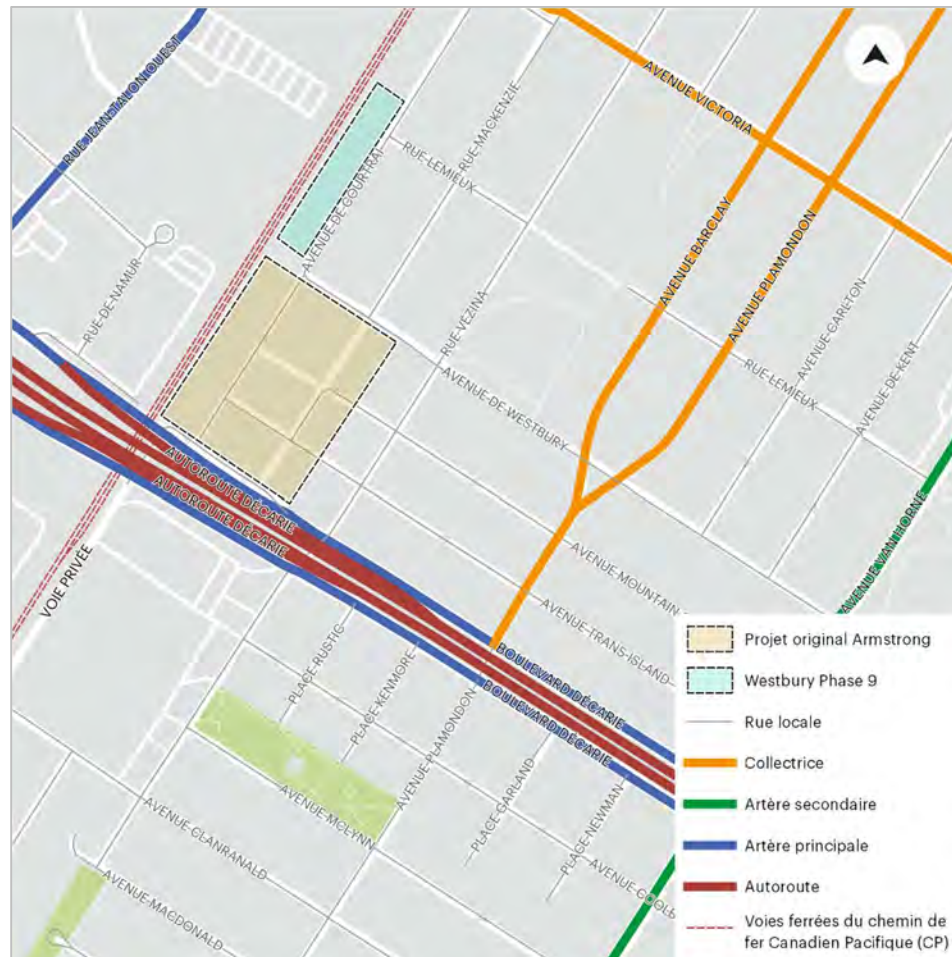 RUE JEAN-TALON OUEST
AVENUE VICTORIA
RUE MACKENZIE
AVENUE DE COURTRAI
RUE LEMIEUX
AVENUE BARCLAY
AVENUE PLAMONDON
RUE DE NAMUR
RUE VÉZINA
AVENUE CARLTON
AVENUE DE WESTBURY
RUE LEMIEUX
AVENUE DE KENT
AUTOROUTE DÉCARIE
AUTOROUTE DÉCARIE
AVENUE VAN HORNE
VOIE PRIVÉE
AVENUE MOUNTAIN
AVENUE TRANS-ISLAND
PLACE RUSTIC
PLACE KENMORE
BOULEVARD DÉCARIE
BOULEVARD DÉCARIE
AVENUE PLAMONDON
AVENUE MCLYNN
PLACE GARLAND
PLACE NEWMAN
AVENUE CLANRANALD
AVENUE MACDONALD
AVENUE COOLB
Projet original Armstrong
Westbury Phase 9
Rue locale
Collectrice
Artère secondaire
Artère principale
Autoroute
Voies ferrées du chemin de
fer Canadien Pacifique (CP)